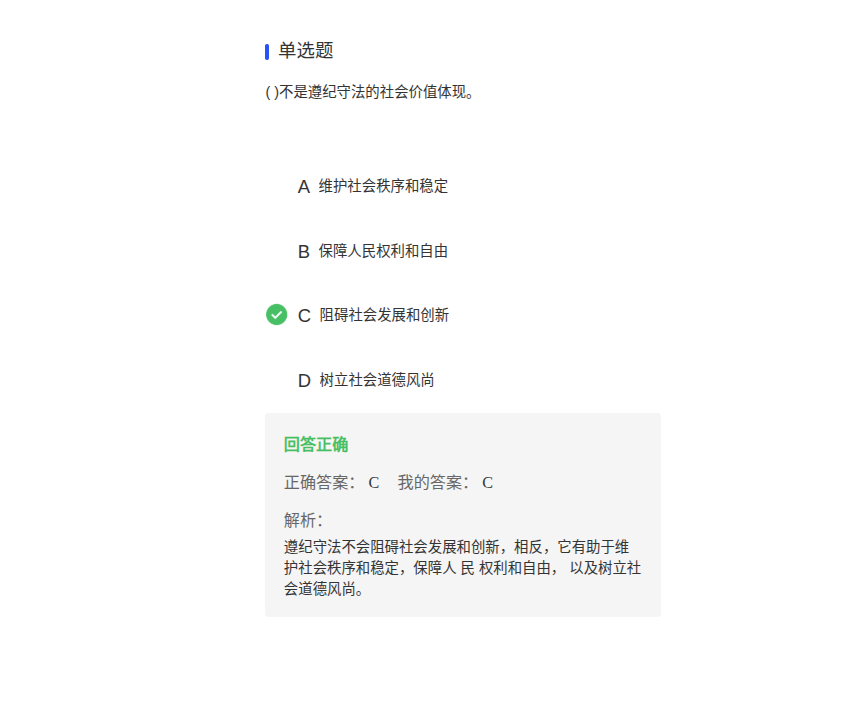 单选题
( )不是遵纪守法的社会价值体现。
A 维护社会秩序和稳定
B 保障人民权利和自由
C 阻碍社会发展和创新
D 树立社会道德风尚
回答正确
正确答案： C 我的答案： C
解析：
遵纪守法不会阻碍社会发展和创新，相反，它有助于维
护社会秩序和稳定，保障人 民 权利和自由， 以及树立社
会道德风尚。